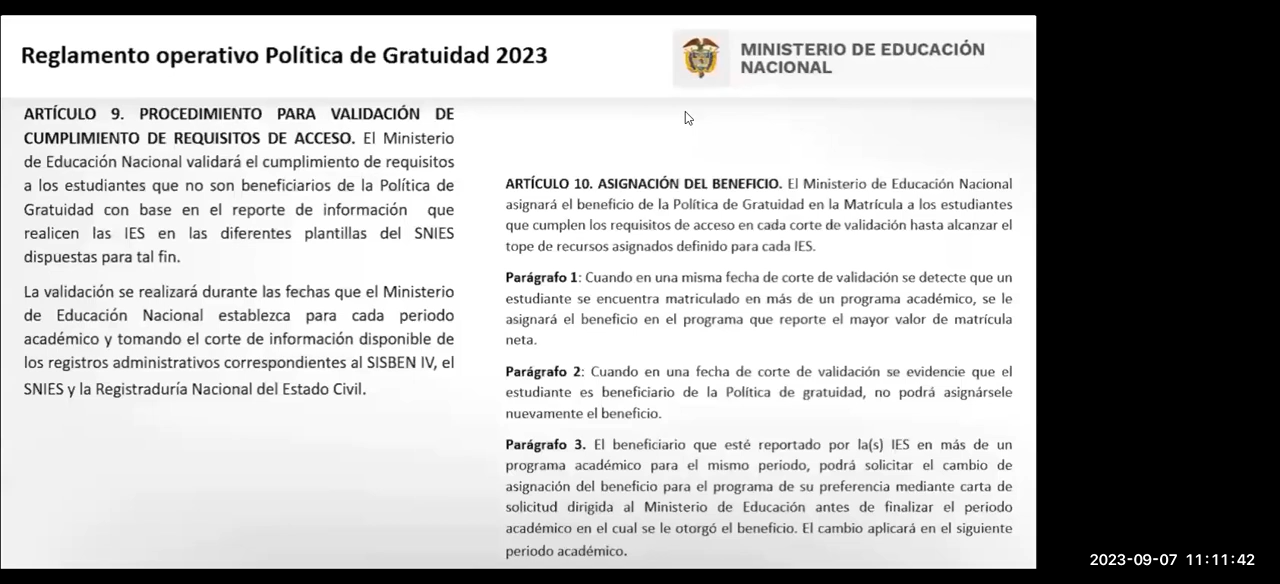 Reglamento operativo Política de Gratuidad 2023
MINISTERIO DE EDUCACIÓN
NACIONAL
ARTÍCULO 9. PROCEDIMIENTO PARA VALIDACIÓN DE
CUMPLIMIENTO DE REQUISITOS DE ACCESO. El Ministerio
de Educación Nacional validará el cumplimiento de requisitos
a los estudiantes que no son beneficiarios de la Política de
Gratuidad con base en el reporte de información que
realicen las IES en las diferentes plantillas del SNIES
dispuestas para tal fin.
La validación se realizará durante las fechas que el Ministerio
de Educación Nacional establezca para cada periodo
académico y tomando el corte de información disponible de
los registros administrativos correspondientes al SISBEN IV, el
SNIES y la Registraduría Nacional del Estado Civil.
ARTÍCULO 10. ASIGNACIÓN DEL BENEFICIO. El Ministerio de Educación Nacional
asignará el beneficio de la Política de Gratuidad en la Matrícula a los estudiantes
que cumplen los requisitos de acceso en cada corte de validación hasta alcanzar el
tope de recursos asignados definido para cada IES.
Parágrafo 1: Cuando en una misma fecha de corte de validación se detecte que un
estudiante se encuentra matriculado en más de un programa académico, se le
asignará el beneficio en el programa que reporte el mayor valor de matrícula
neta.
Parágrafo 2: Cuando en una fecha de corte de validación se evidencie que el
estudiante es beneficiario de la Política de gratuidad, no podrá asignársele
nuevamente el beneficio.
Parágrafo 3. El beneficiario que esté reportado por la(s) IES en más de un
programa académico para el mismo periodo, podrá solicitar el cambio de
asignación del beneficio para el programa de su preferencia mediante carta de
solicitud dirigida al Ministerio de Educación antes de finalizar el periodo
académico en el cual se le otorgó el beneficio. El cambio aplicará en el siguiente
periodo académico.
2023-09-07 11:11:42